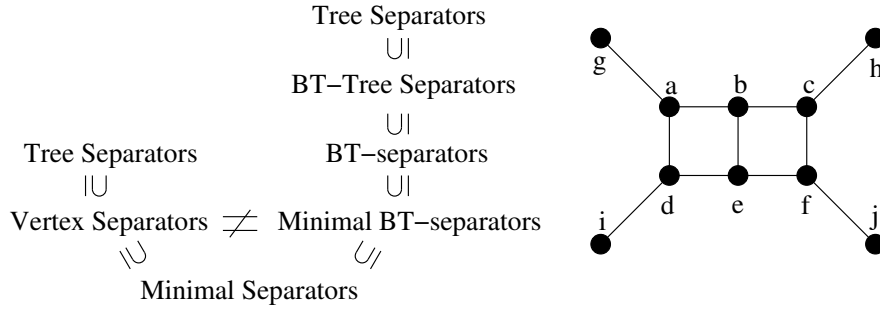 Tree Separators
∪|
BT−Tree Separators
∪|
Tree Separators
BT−separators
|∪
∪|
Vertex Separators ≠ Minimal BT−separators
|∪
∪|
Minimal Separators
g h
a b c
d e f
i j